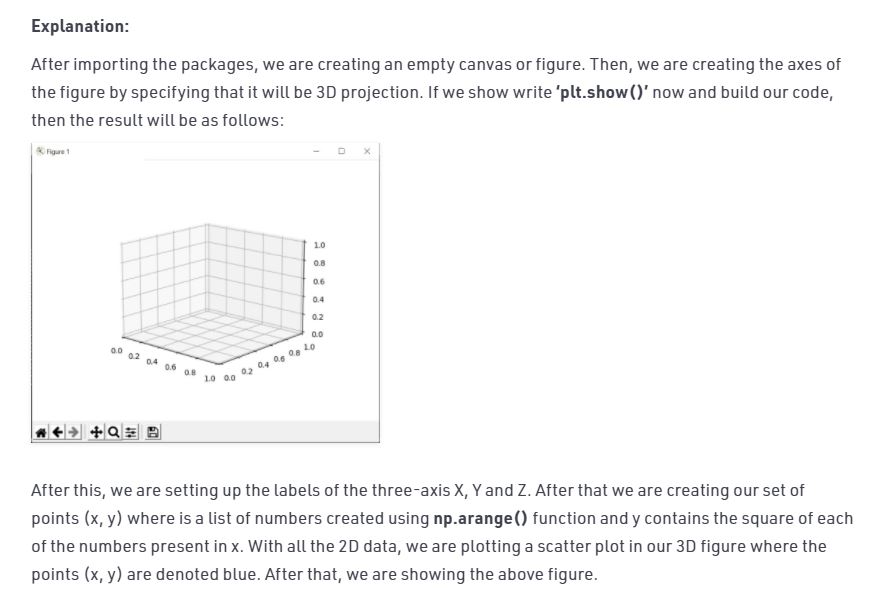 Explanation:
After importing the packages, we are creating an empty canvas or figure. Then, we are creating the axes of
the figure by specifying that it will be 3D projection. If we show write ‘plt.show()’ now and build our code,
then the result will be as follows:
Figure 1
1.0
0.8
0.6
0.4
0.2
0.0
0.0
0.2
0.4
0.6
0.8
1.0
0.0
0.2
0.4
0.6
0.8
1.0
After this, we are setting up the labels of the three-axis X, Y and Z. After that we are creating our set of
points (x, y) where is a list of numbers created using np.arange() function and y contains the square of each
of the numbers present in x. With all the 2D data, we are plotting a scatter plot in our 3D figure where the
points (x, y) are denoted blue. After that, we are showing the above figure.